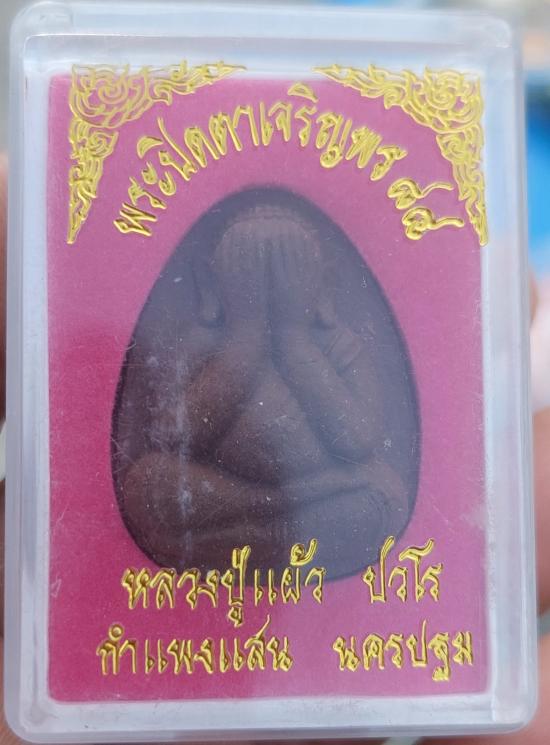 พระปิดตาเจริญพร ๙๙
หลวงปู่แผ้ว ปวโร
กำแพงแสน นครปฐม